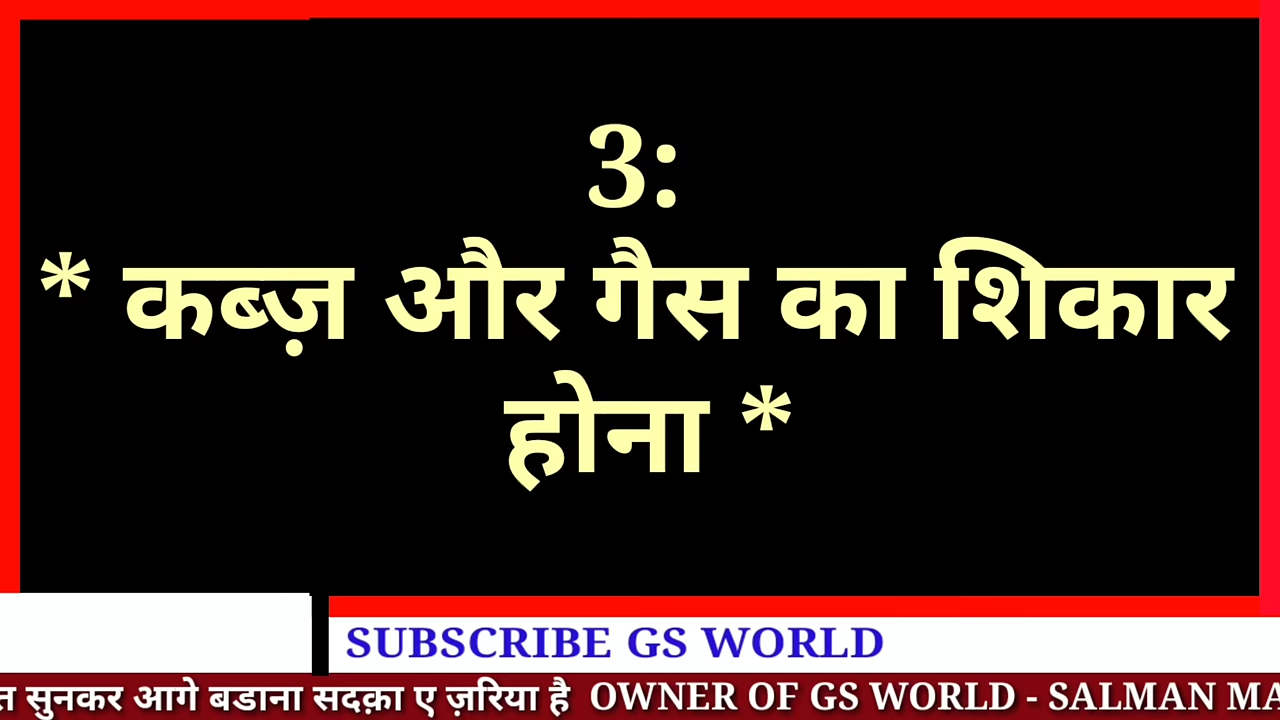 3:
* कब्ज़ और गैस का शिकार
होना *
SUBSCRIBE GS WORLD
सुनकर आगे बडाना सदक़ा ए ज़रिया है OWNER OF GS WORLD - SALMAN